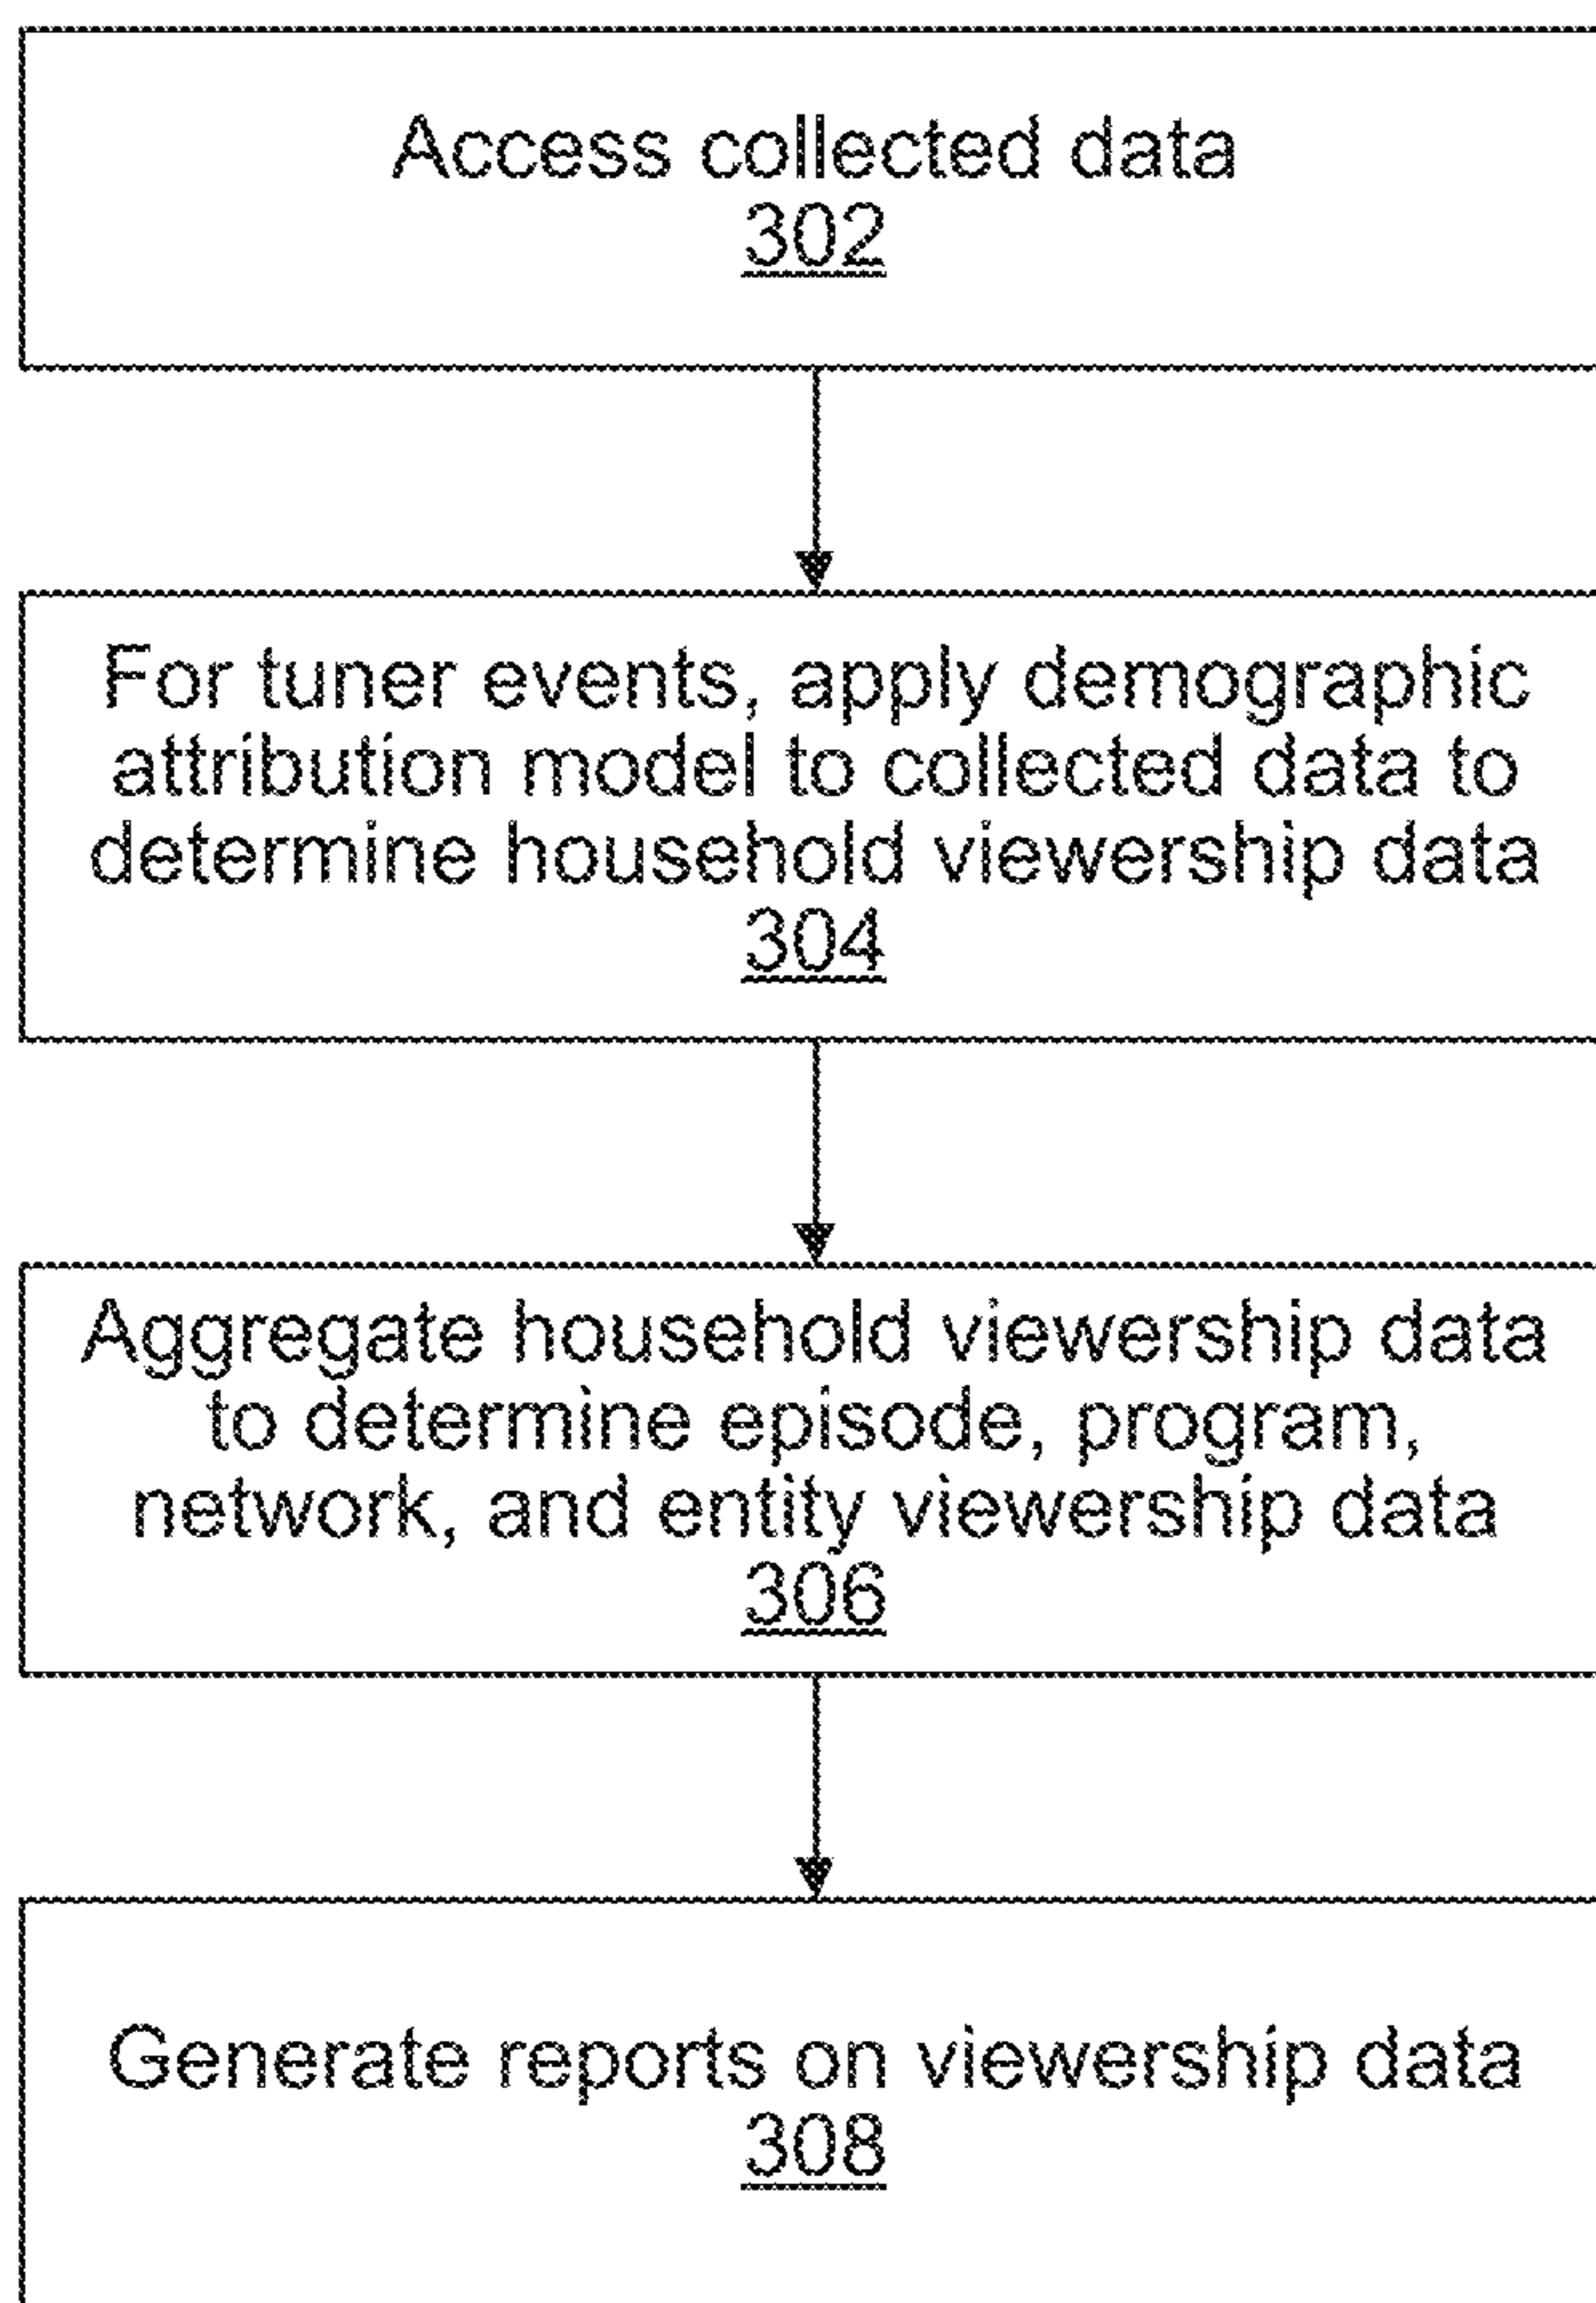 Access collected data
302
For tuner events, apply demographic
attribution model to collected data to
determine household viewership data
304
Aggregate household viewership data
to determine episode, program,
network, and entity viewership data
306
Generate reports on viewership data
308